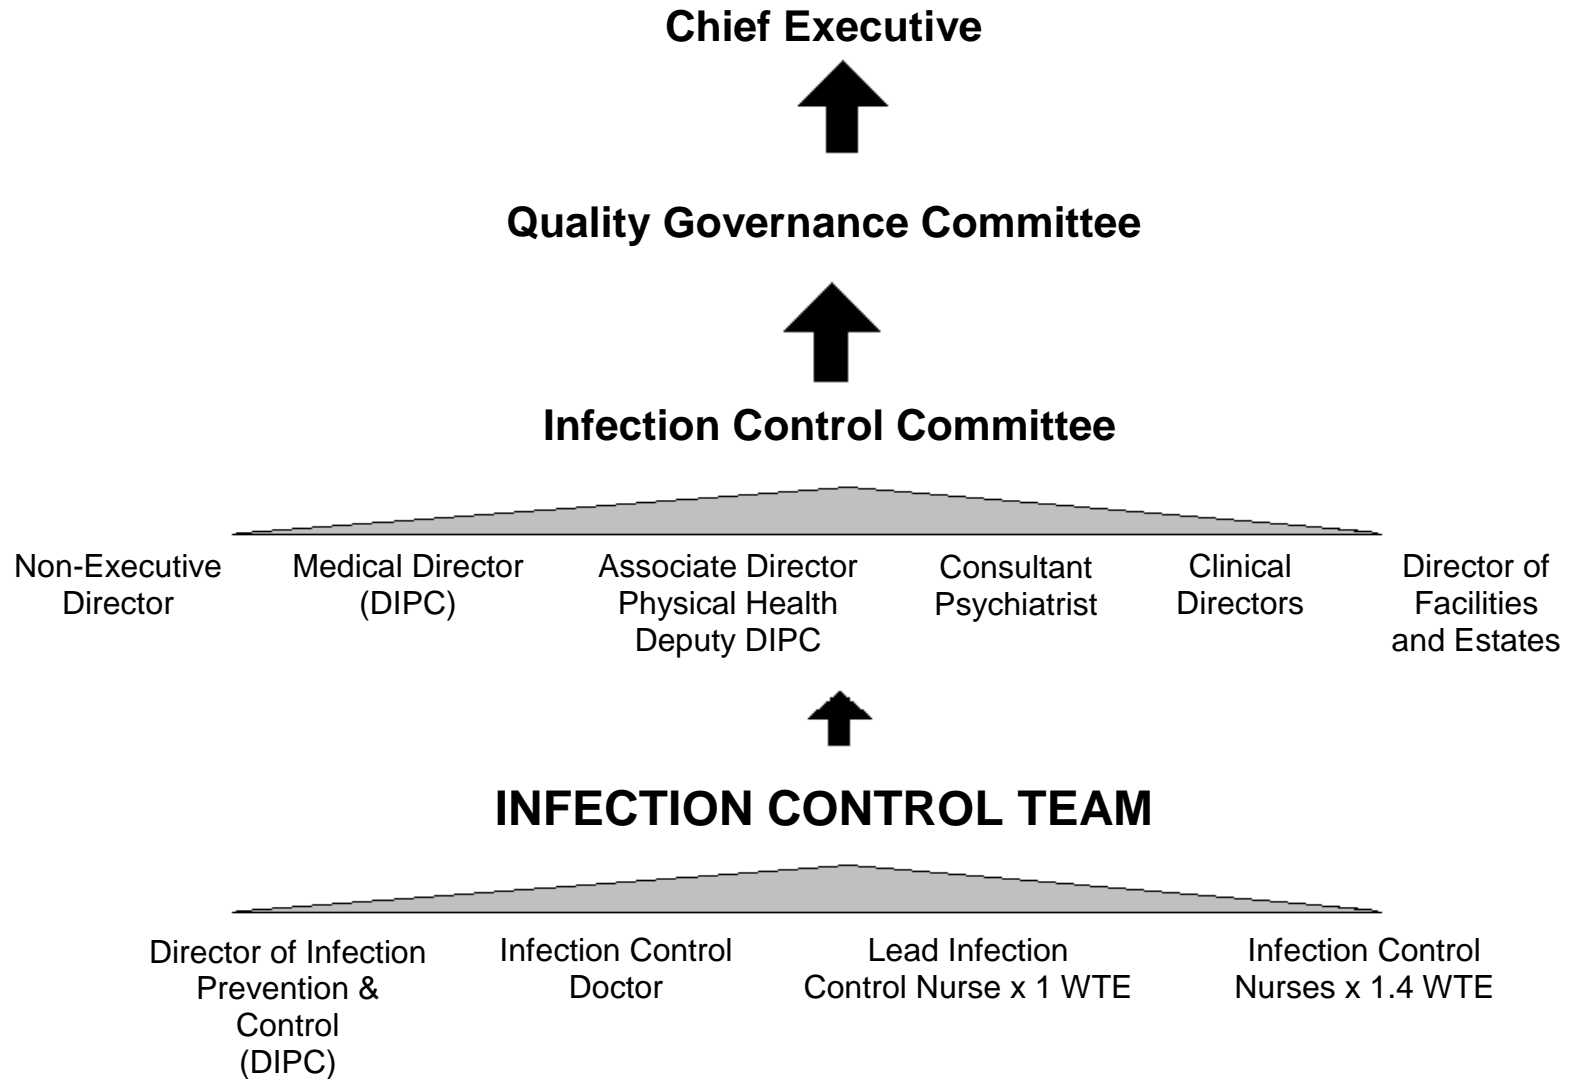 Chief Executive
Quality Governance Committee
Infection Control Committee
Non-Executive
Director
Medical Director
(DIPC)
Associate Director
Physical Health
Deputy DIPC
Consultant
Psychiatrist
Clinical
Directors
Director of
Facilities
and Estates
INFECTION CONTROL TEAM
Director of Infection
Prevention &
Control
(DIPC)
Infection Control
Doctor
Lead Infection
Control Nurse x 1 WTE
Infection Control
Nurses x 1.4 WTE